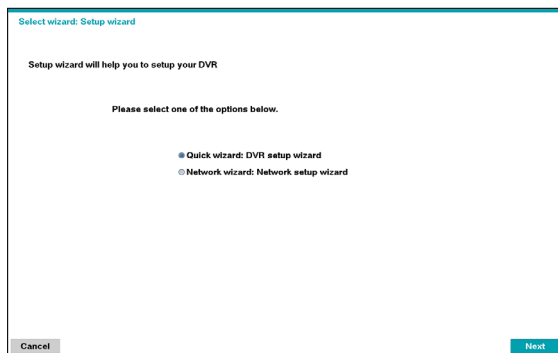 Select wizard: Setup wizard
Setup wizard will help you to setup your DVR
Please select one of the options below.
Quick wizard: DVR setup wizard
Network wizard: Network setup wizard
Cancel
Next